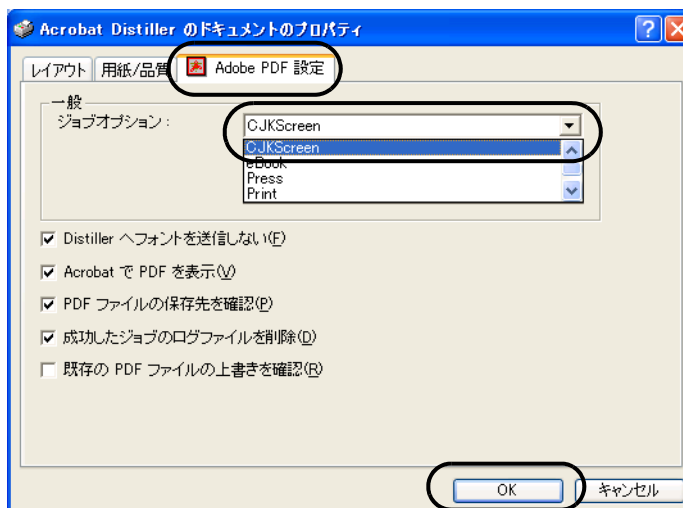 Acrobat Distiller のドキュメントのプロパティ
レイアウト 用紙/品質 Adobe PDF 設定
一般
ジョブオプション : CJKScreen
CJKScreen
eBook
Press
Print
Distiller へフォントを送信しない(F)
Acrobat で PDF を表示(V)
PDF ファイルの保存先を確認(P)
成功したジョブのログファイルを削除(D)
既存の PDF ファイルの上書きを確認(R)
OK キャンセル